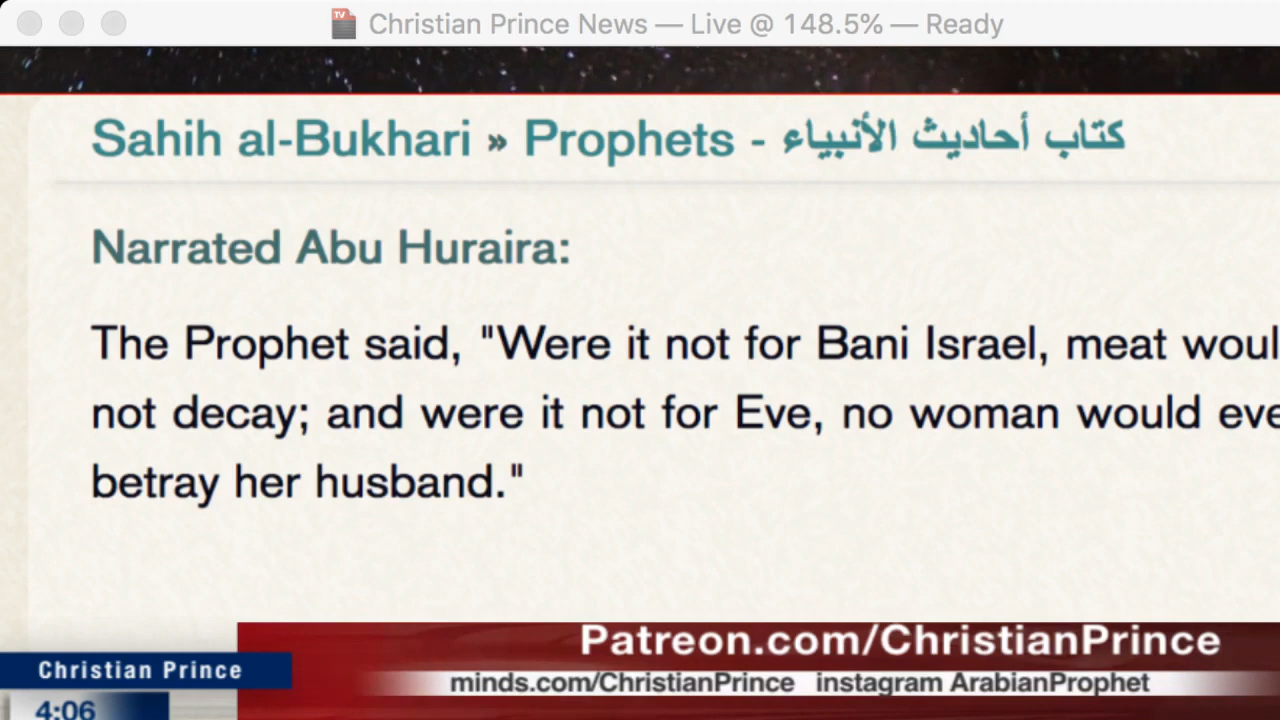 Christian Prince News — Live @ 148.5% — Ready
Sahih al-Bukhari » Prophets - كتاب أحاديث الأنبياء
Narrated Abu Huraira:
The Prophet said, "Were it not for Bani Israel, meat woul
not decay; and were it not for Eve, no woman would eve
betray her husband."
Patreon.com/ChristianPrince
Christian Prince
minds.com/ChristianPrince instagram ArabianProphet
4:06